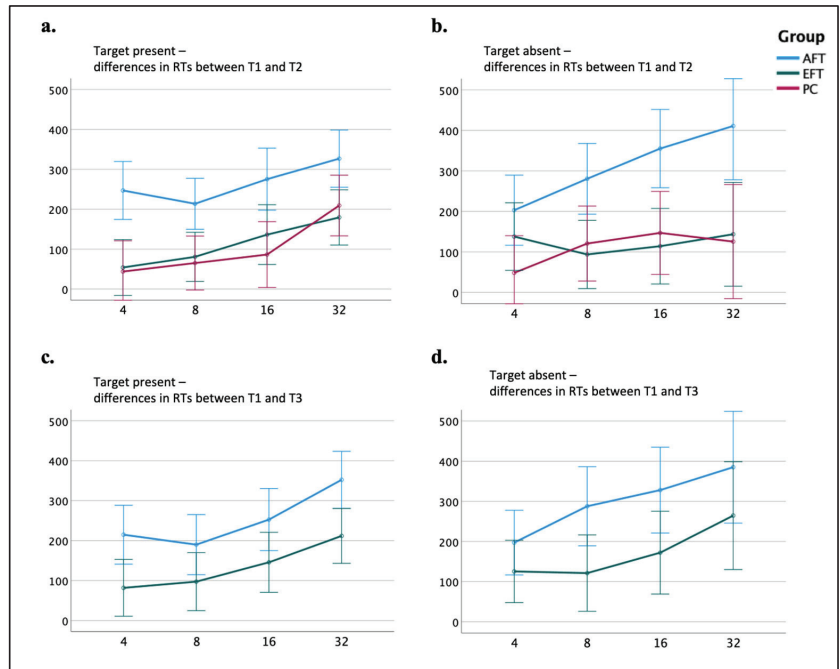 a.
Target present –
differences in RTs between T1 and T2
500
400
300
200
100
0
4 8 16 32
b.
Target absent –
differences in RTs between T1 and T2
500
400
300
200
100
0
4 8 16 32
Group
AFT
EFT
PC
c.
Target present –
differences in RTs between T1 and T3
500
400
300
200
100
0
4 8 16 32
d.
Target absent –
differences in RTs between T1 and T3
500
400
300
200
100
0
4 8 16 32